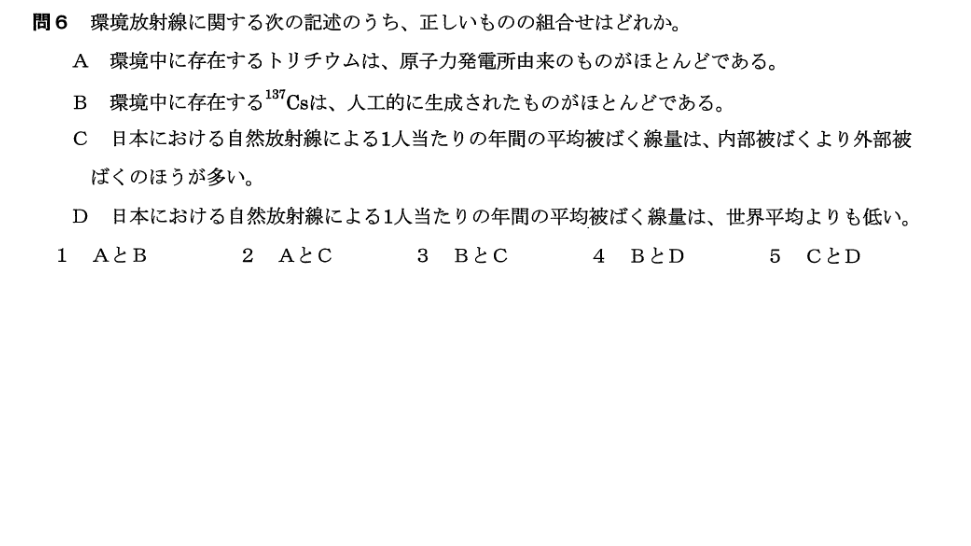 問6 環境放射線に関する次の記述のうち、正しいものの組合せはどれか。
A 環境中に存在するトリチウムは、原子力発電所由来のものがほとんどである。
B 環境中に存在する¹³⁷Csは、人工的に生成されたものがほとんどである。
C 日本における自然放射線による1人当たりの年間の平均被ばく線量は、内部被ばくより外部被
ばくのほうが多い。
D 日本における自然放射線による1人当たりの年間の平均被ばく線量は、世界平均よりも低い。
1 AとB 2 AとC 3 BとC 4 BとD 5 CとD